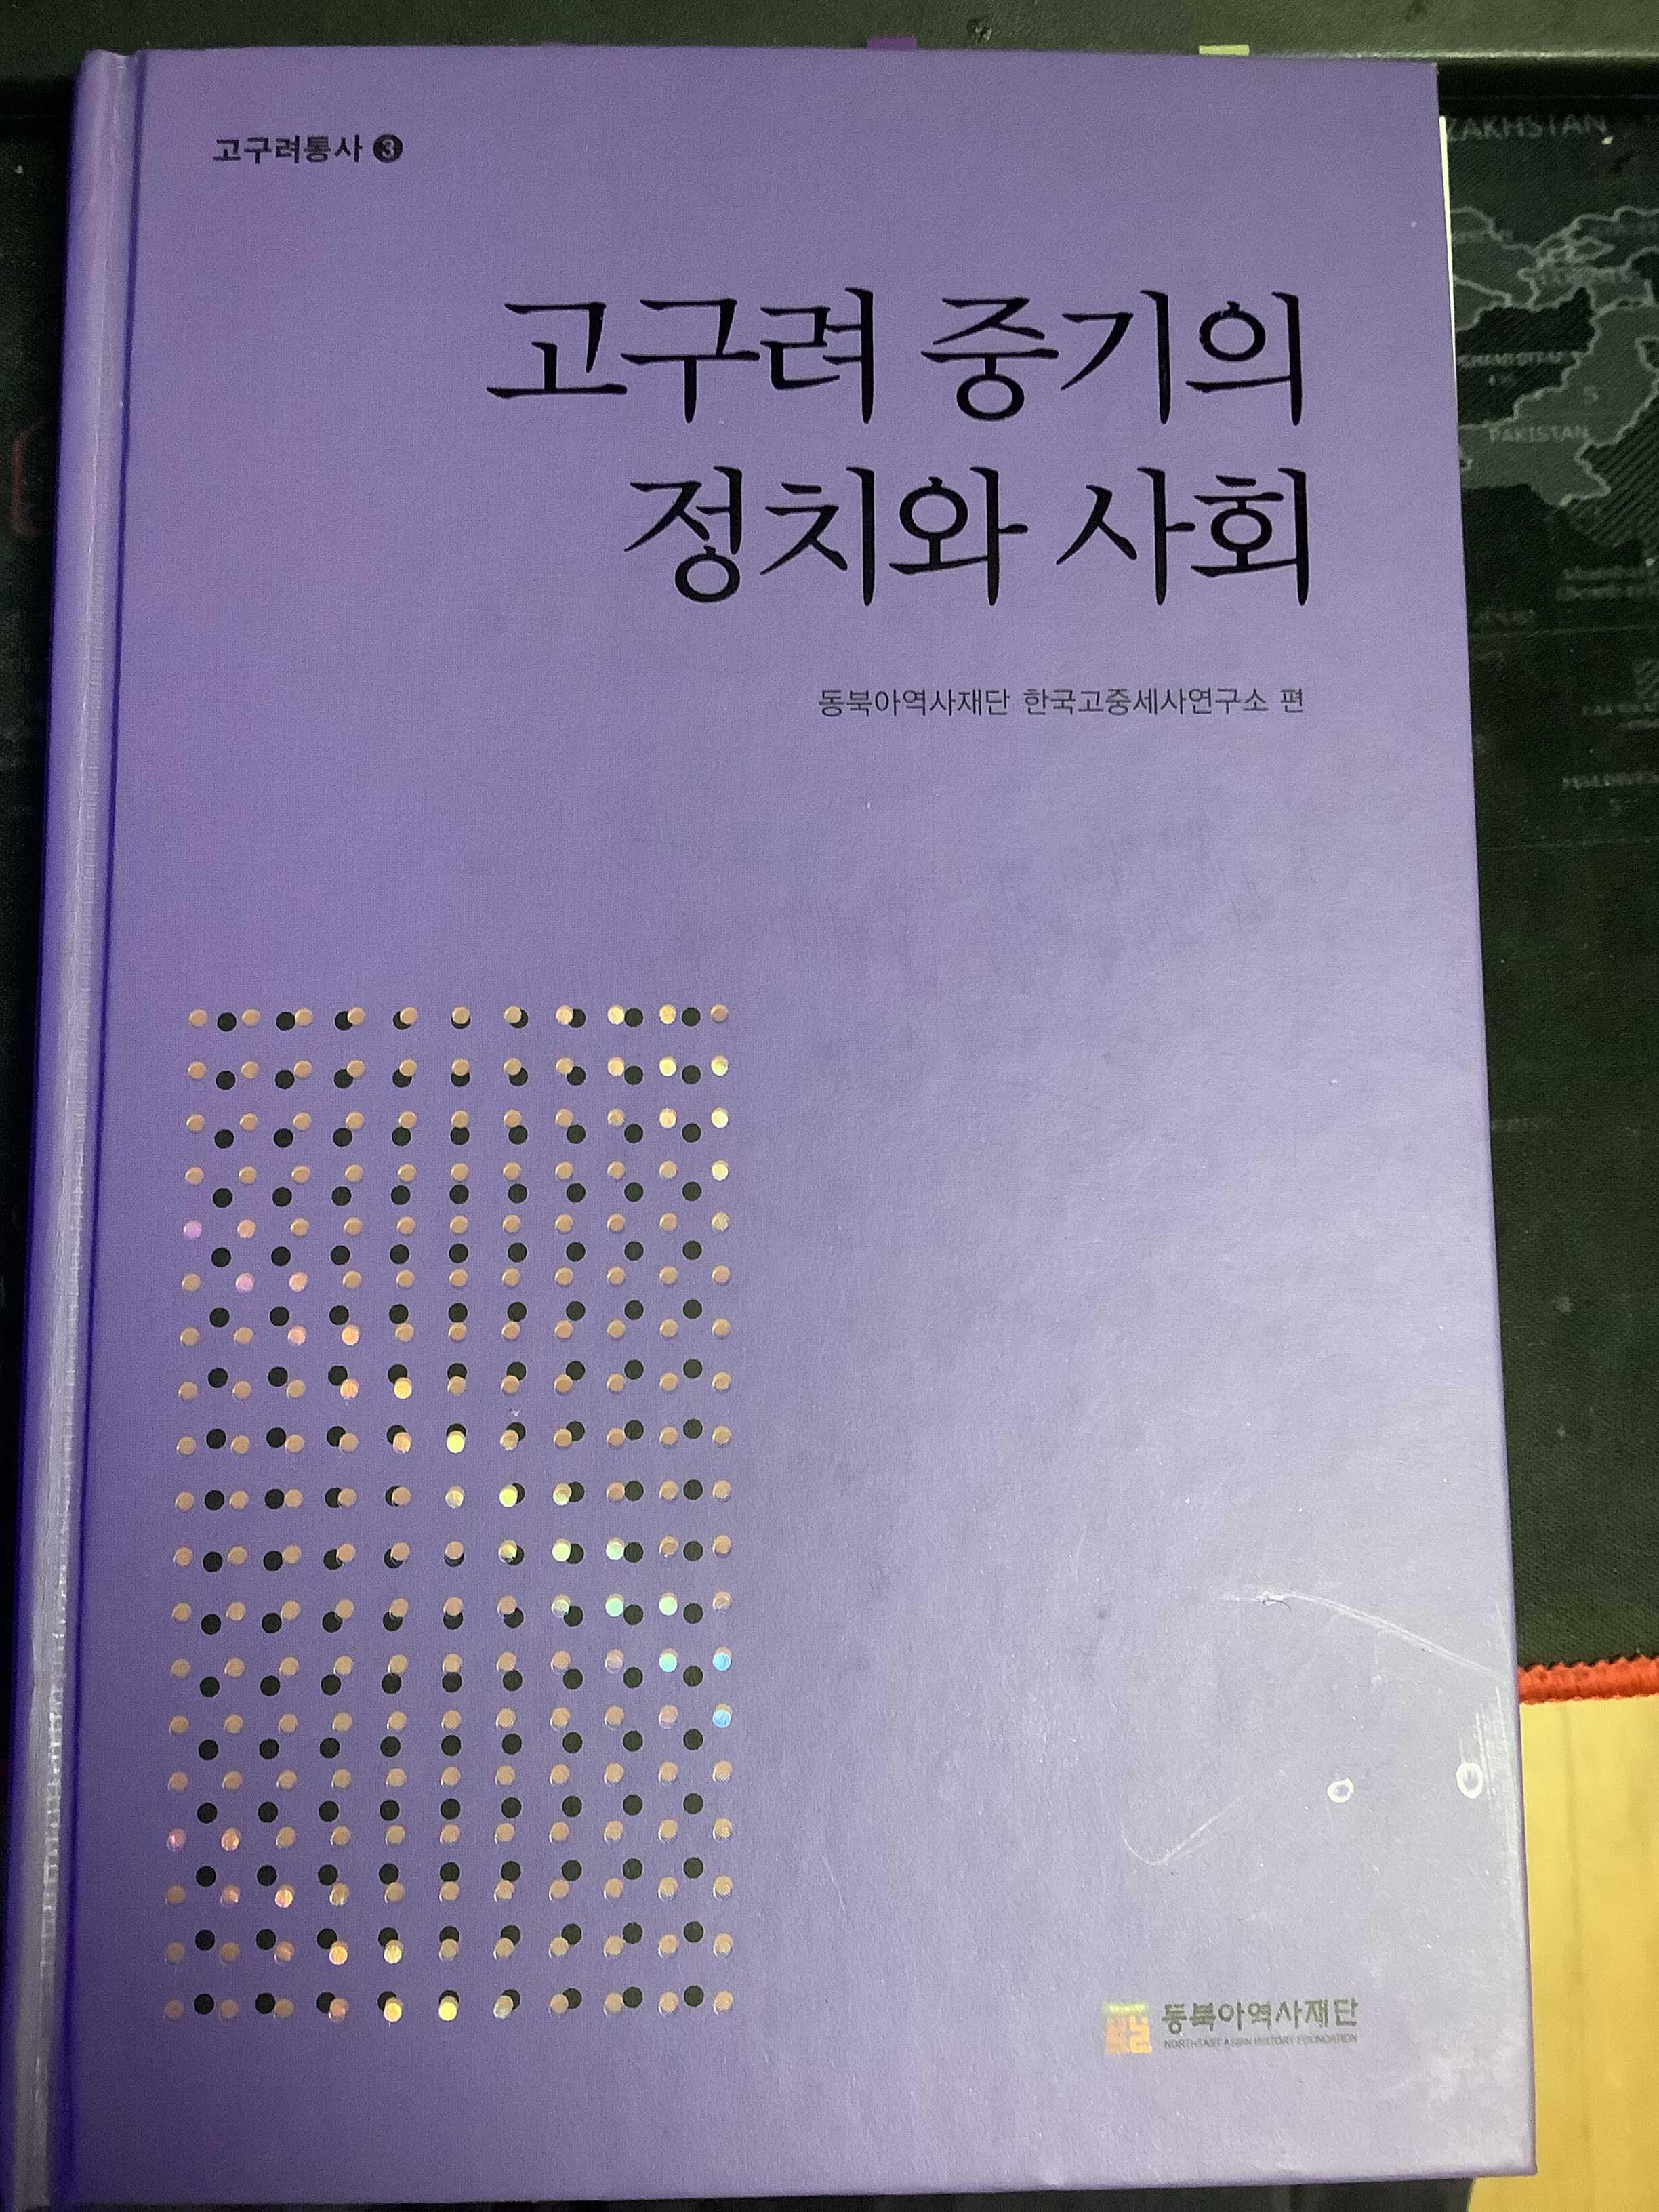 고구려통사 ❸
고구려 중기의
정치와 사회
동북아역사재단 한국고중세사연구소 편
동북아역사재단
NORTHEAST ASIAN HISTORY FOUNDATION
ZAKHSTAN
PAKISTAN